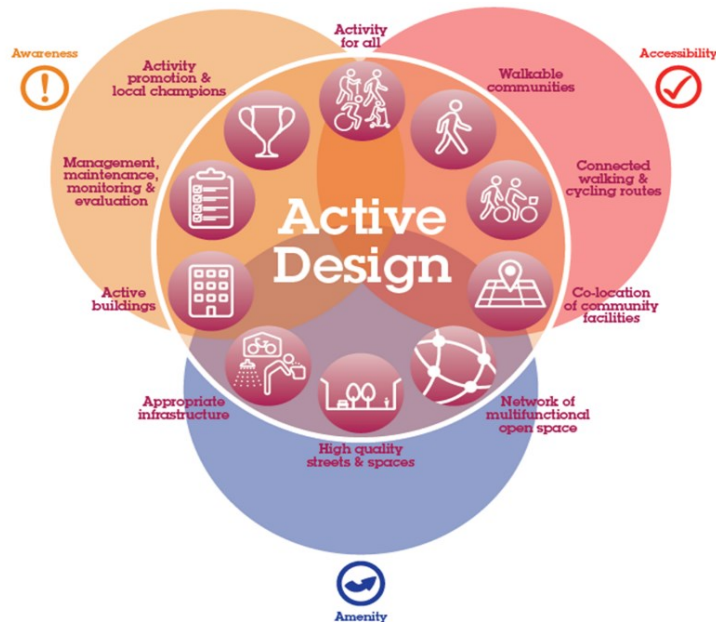 Activity
for all
Awareness
Accessibility
Activity
promotion &
local champions
Walkable
communities
Management,
maintenance,
monitoring &
evaluation
Connected
walking &
cycling routes
Active
Design
Active
buildings
Co-location
of community
facilities
Appropriate
infrastructure
Network of
multifunctional
open space
High quality
streets & spaces
Amenity